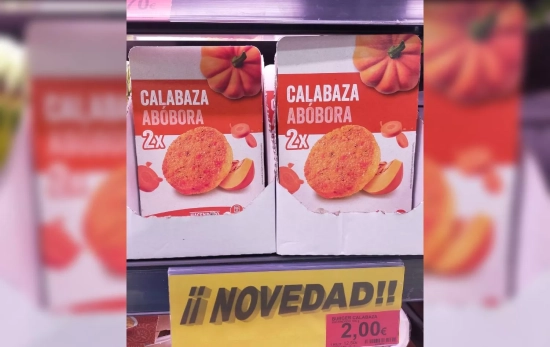 CALABAZA
ABÓBORA
2x
CALABAZA
ABÓBORA
2x
¡¡NOVEDAD!!
2,00€